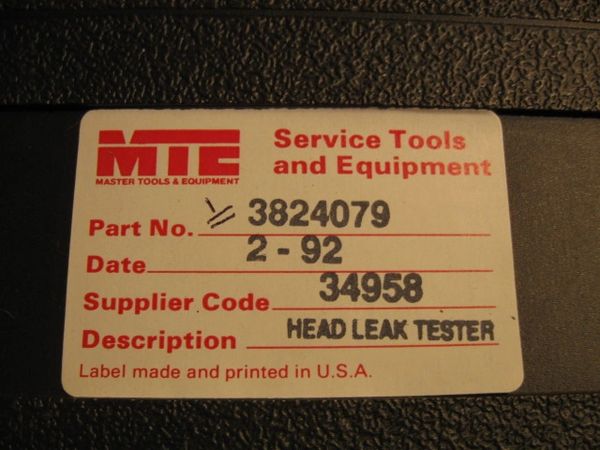 MTE
MASTER TOOLS & EQUIPMENT
Service Tools
and Equipment
Part No. 3824079
Date 2 - 92
Supplier Code 34958
Description HEAD LEAK TESTER
Label made and printed in U.S.A.